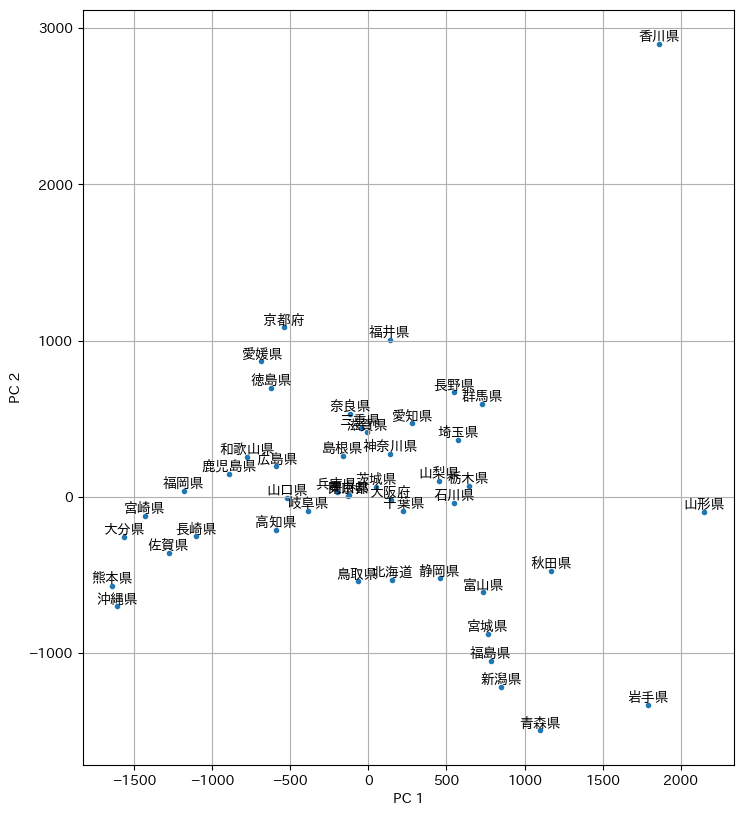 3000
2000
1000
0
−1000
PC 2
香川県
京都府
福井県
愛媛県
徳島県
長野県
群馬県
奈良県
愛知県
三重県
滋賀県
埼玉県
島根県
神奈川県
和歌山県
広島県
鹿児島県
山梨県
栃木県
茨城県
福岡県
兵庫県
大阪府
山口県
石川県
岐阜県
千葉県
山形県
宮崎県
高知県
大分県
長崎県
佐賀県
秋田県
熊本県
鳥取県
北海道
静岡県
富山県
沖縄県
宮城県
福島県
新潟県
岩手県
青森県
−1500
−1000
−500
0
500
1000
1500
2000
PC 1